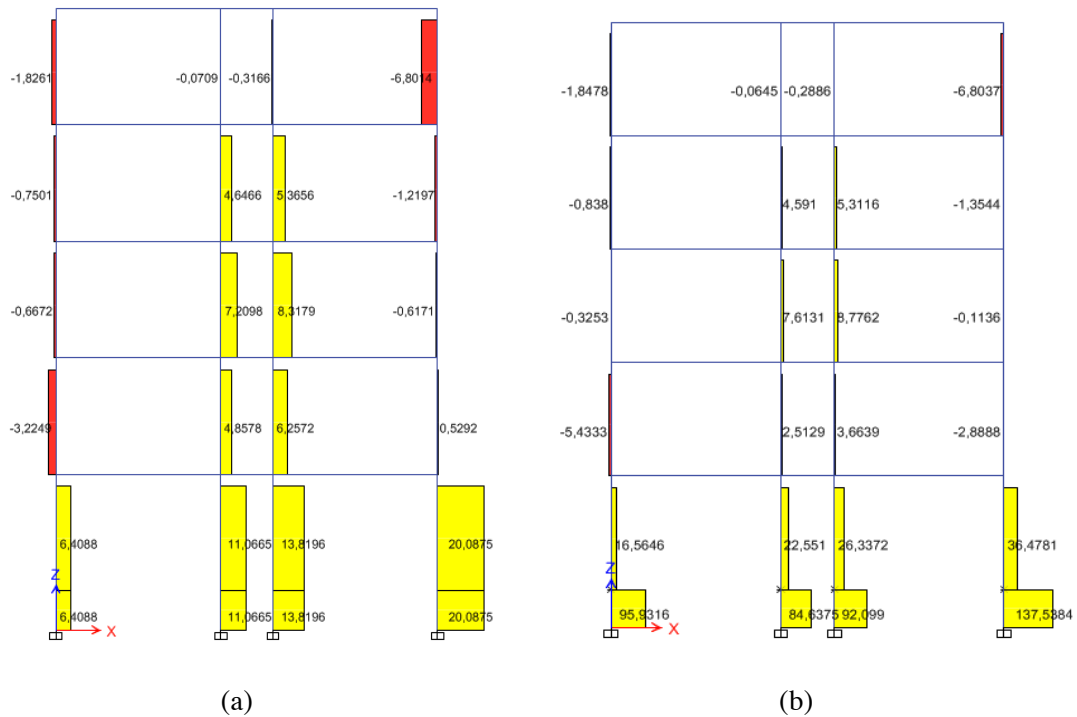 -1,8261 -0,0709 -0,3166 -6,8014
-0,7501 4,6466 5,3656 -1,2197
-0,6672 7,2098 8,3179 -0,6171
-3,2249 4,8578 6,2572 0,5292
6,4088 11,0665 13,8196 20,0875
Z
6,4088 11,0665 13,8196 20,0875
X
(a)
-1,8478 -0,0645 -0,2886 -6,8037
-0,838 4,591 5,3116 -1,3544
-0,3253 7,6131 8,7762 -0,1136
-5,4333 2,5129 3,6639 -2,8888
16,5646 22,551 26,3372 36,4781
Z
95,9316 84,6375 92,099 137,5384
X
(b)